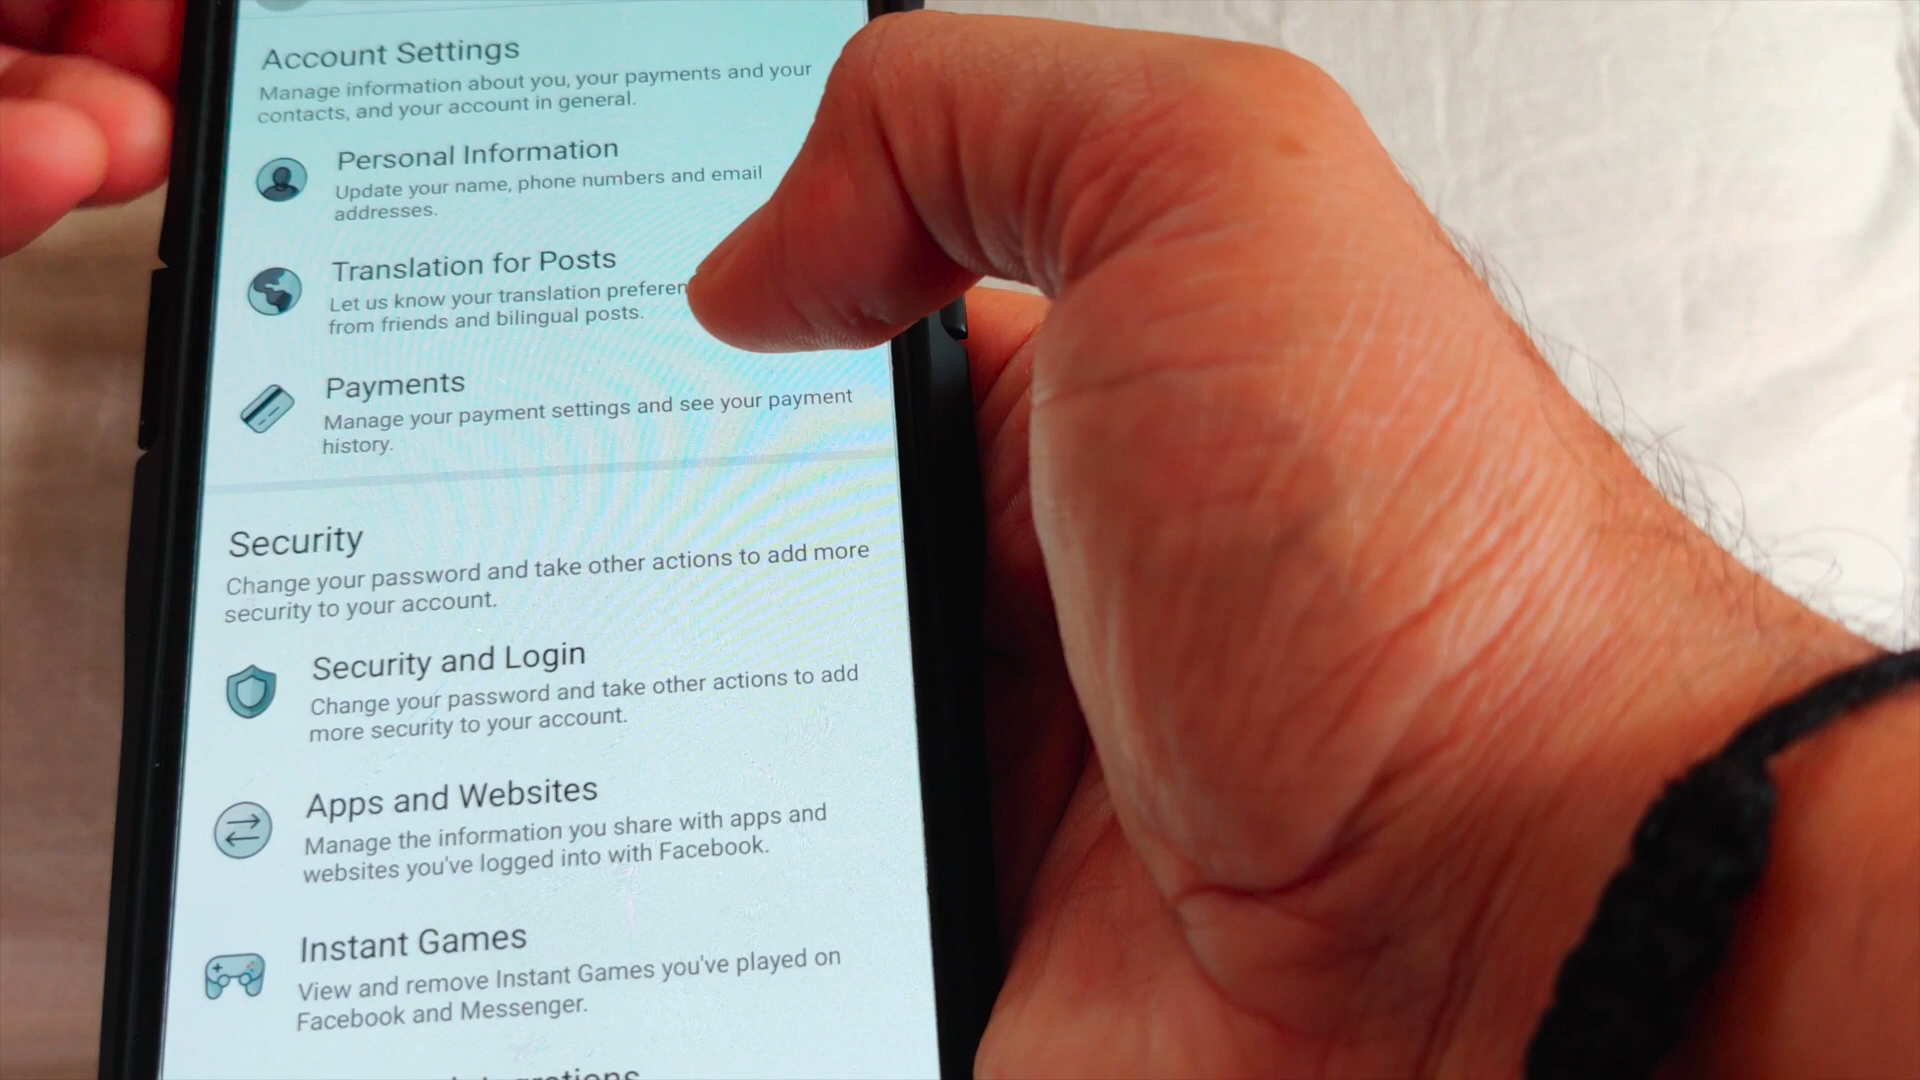 Account Settings
Manage information about you, your payments and your
contacts, and your account in general.
Personal Information
Update your name, phone numbers and email
addresses.
Translation for Posts
Let us know your translation
from friends and bilingual posts.
Payments
Manage your payment settings and see your payment
history.
Security
Change your password and take other actions to add more
security to your account.
Security and Login
Change your password and take other actions to add
more security to your account.
Apps and Websites
Manage the information you share with apps and
websites you've logged into with Facebook.
Instant Games
View and remove Instant Games you've played on
Facebook and Messenger.